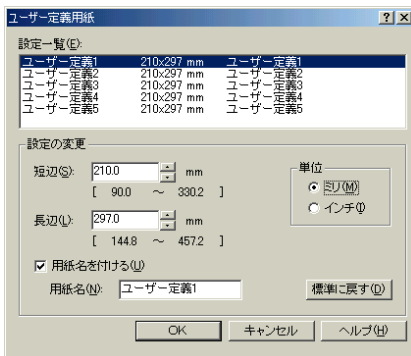 ユーザー定義用紙
設定一覧(E):
ユーザー定義1 210x297 mm ユーザー定義1
ユーザー定義2 210x297 mm ユーザー定義2
ユーザー定義3 210x297 mm ユーザー定義3
ユーザー定義4 210x297 mm ユーザー定義4
ユーザー定義5 210x297 mm ユーザー定義5
設定の変更
短辺(S): 210.0 mm
[ 90.0 ～ 330.2 ]
長辺(L): 297.0 mm
[ 144.8 ～ 457.2 ]
単位
ミリ(M)
インチ(I)
用紙名を付ける(U)
用紙名(N): ユーザー定義1
標準に戻す(D)
OK キャンセル ヘルプ(H)